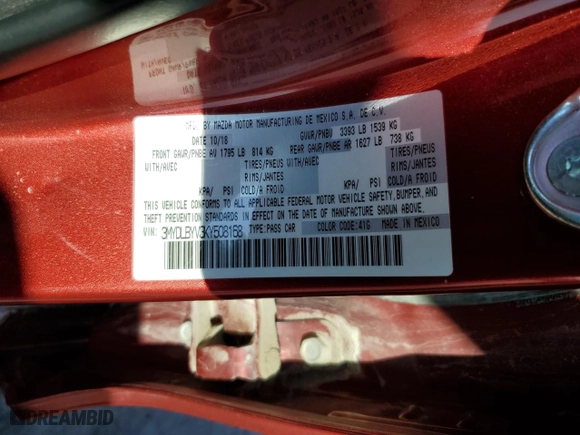 MFD. BY MAZDA MOTOR MANUFACTURING DE MEXICO S.A. DE C.V.
DATE 10/18 GVWR/PNBV 3393 LB 1539 KG
FRONT GAWR/PNBE AV 1795 LB 814 KG REAR GAWR/PNBE AR 1627 LB 738 KG
WITH/AVEC TIRES/PNEUS WITH/AVEC TIRES/PNEUS
RIMS/JANTES RIMS/JANTES
KPA/ PSI COLD/A FROID KPA/ PSI COLD/A FROID
THIS VEHICLE CONFORMS TO ALL APPLICABLE FEDERAL MOTOR VEHICLE SAFETY, BUMPER, AND
THEFT PREVENTION STANDARDS IN EFFECT ON THE DATE OF MANUFACTURE SHOWN ABOVE.
VIN: 3MYDLBYV3KY508168 TYPE:PASS CAR COLOR CODE:41G MADE IN MEXICO
DREAMBID